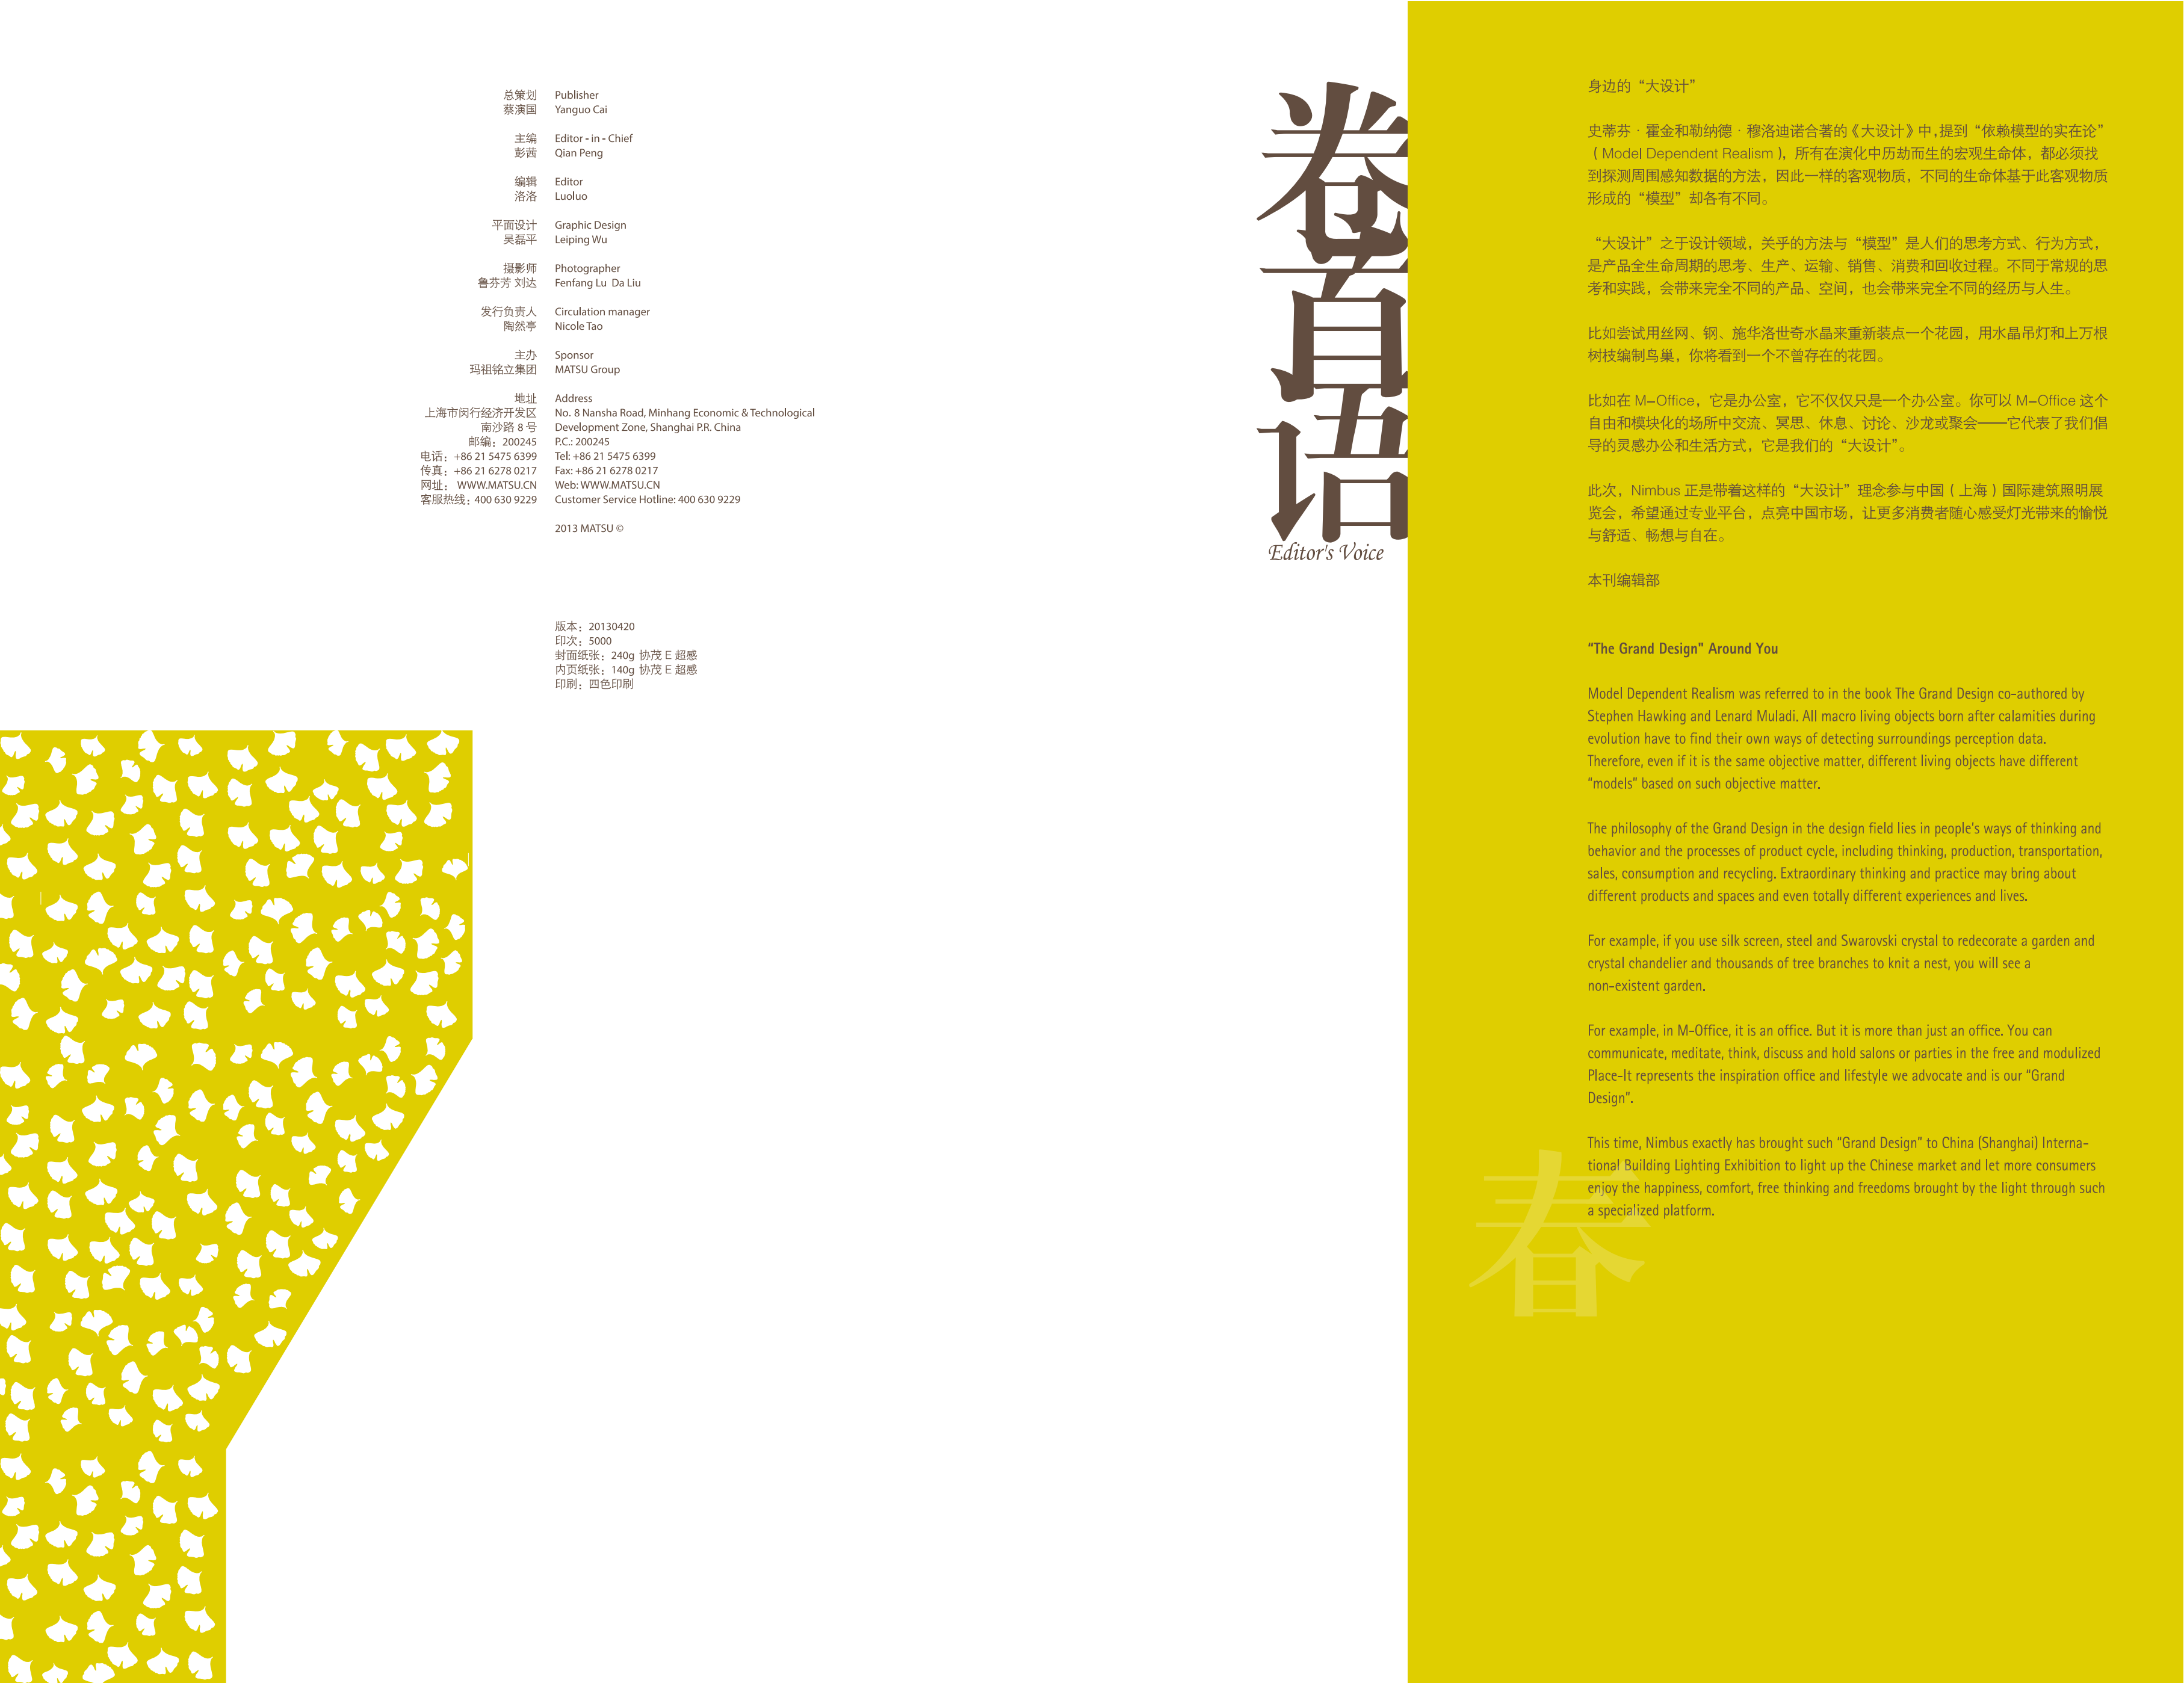 总策划 Publisher
蔡演国 Yanguo Cai
主编 Editor - in - Chief
彭茜 Qian Peng
编辑 Editor
洛洛 Luoluo
平面设计 Graphic Design
吴磊平 Leiping Wu
摄影师 Photographer
鲁芬芳 刘达 Fenfang Lu Da Liu
发行负责人 Circulation manager
陶然亭 Nicole Tao
主办 Sponsor
玛祖铭立集团 MATSU Group
地址 Address
上海市闵行经济开发区 No. 8 Nansha Road, Minhang Economic & Technological
南沙路 8 号 Development Zone, Shanghai P.R. China
邮编：200245 P.C.: 200245
电话：+86 21 5475 6399 Tel: +86 21 5475 6399
传真：+86 21 6278 0217 Fax: +86 21 6278 0217
网址： WWW.MATSU.CN Web: WWW.MATSU.CN
客服热线：400 630 9229 Customer Service Hotline: 400 630 9229
2013 MATSU ©
版本：20130420
印次：5000
封面纸张：240g 协茂 E 超感
内页纸张：140g 协茂 E 超感
印刷：四色印刷
卷首语
Editor's Voice
身边的“大设计”
史蒂芬 · 霍金和勒纳德 · 穆洛迪诺合著的《大设计》中，提到“依赖模型的实在论”
（Model Dependent Realism），所有在演化中历劫而生的宏观生命体，都必须找
到探测周围感知数据的方法，因此一样的客观物质，不同的生命体基于此客观物质
形成的“模型”却各有不同。
“大设计”之于设计领域，关乎的方法与“模型”是人们的思考方式、行为方式，
是产品全生命周期的思考、生产、运输、销售、消费和回收过程。不同于常规的思
考和实践，会带来完全不同的产品、空间，也会带来完全不同的经历与人生。
比如尝试用丝网、钢、施华洛世奇水晶来重新装点一个花园，用水晶吊灯和上万根
树枝编制鸟巢，你将看到一个不曾存在的花园。
比如在 M–Office，它是办公室，它不仅仅只是一个办公室。你可以 M–Office 这个
自由和模块化的场所中交流、冥思、休息、讨论、沙龙或聚会——它代表了我们倡
导的灵感办公和生活方式，它是我们的“大设计”。
此次，Nimbus 正是带着这样的“大设计”理念参与中国（上海）国际建筑照明展
览会，希望通过专业平台，点亮中国市场，让更多消费者随心感受灯光带来的愉悦
与舒适、畅想与自在。
本刊编辑部
"The Grand Design" Around You
Model Dependent Realism was referred to in the book The Grand Design co-authored by
Stephen Hawking and Lenard Muladi. All macro living objects born after calamities during
evolution have to find their own ways of detecting surroundings perception data.
Therefore, even if it is the same objective matter, different living objects have different
"models" based on such objective matter.
The philosophy of the Grand Design in the design field lies in people's ways of thinking and
behavior and the processes of product cycle, including thinking, production, transportation,
sales, consumption and recycling. Extraordinary thinking and practice may bring about
different products and spaces and even totally different experiences and lives.
For example, if you use silk screen, steel and Swarovski crystal to redecorate a garden and
crystal chandelier and thousands of tree branches to knit a nest, you will see a
non-existent garden.
For example, in M-Office, it is an office. But it is more than just an office. You can
communicate, meditate, think, discuss and hold salons or parties in the free and modulized
Place-It represents the inspiration office and lifestyle we advocate and is our "Grand
Design".
This time, Nimbus exactly has brought such "Grand Design" to China (Shanghai) Interna-
tional Building Lighting Exhibition to light up the Chinese market and let more consumers
enjoy the happiness, comfort, free thinking and freedoms brought by the light through such
a specialized platform.
春